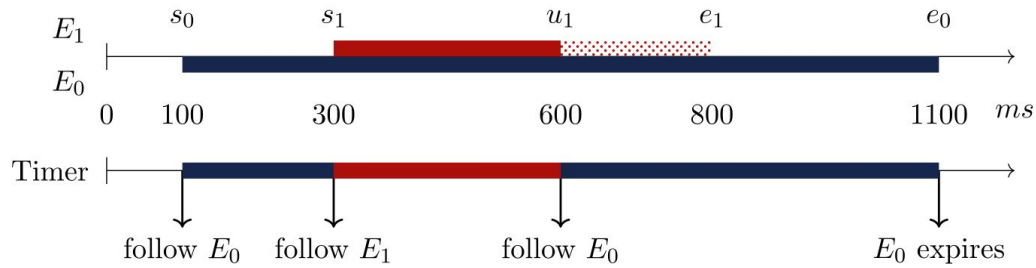 s₀ s₁ u₁ e₁ e₀
E₁
E₀
0 100 300 600 800 1100 ms
Timer
follow E₀ follow E₁ follow E₀ E₀ expires